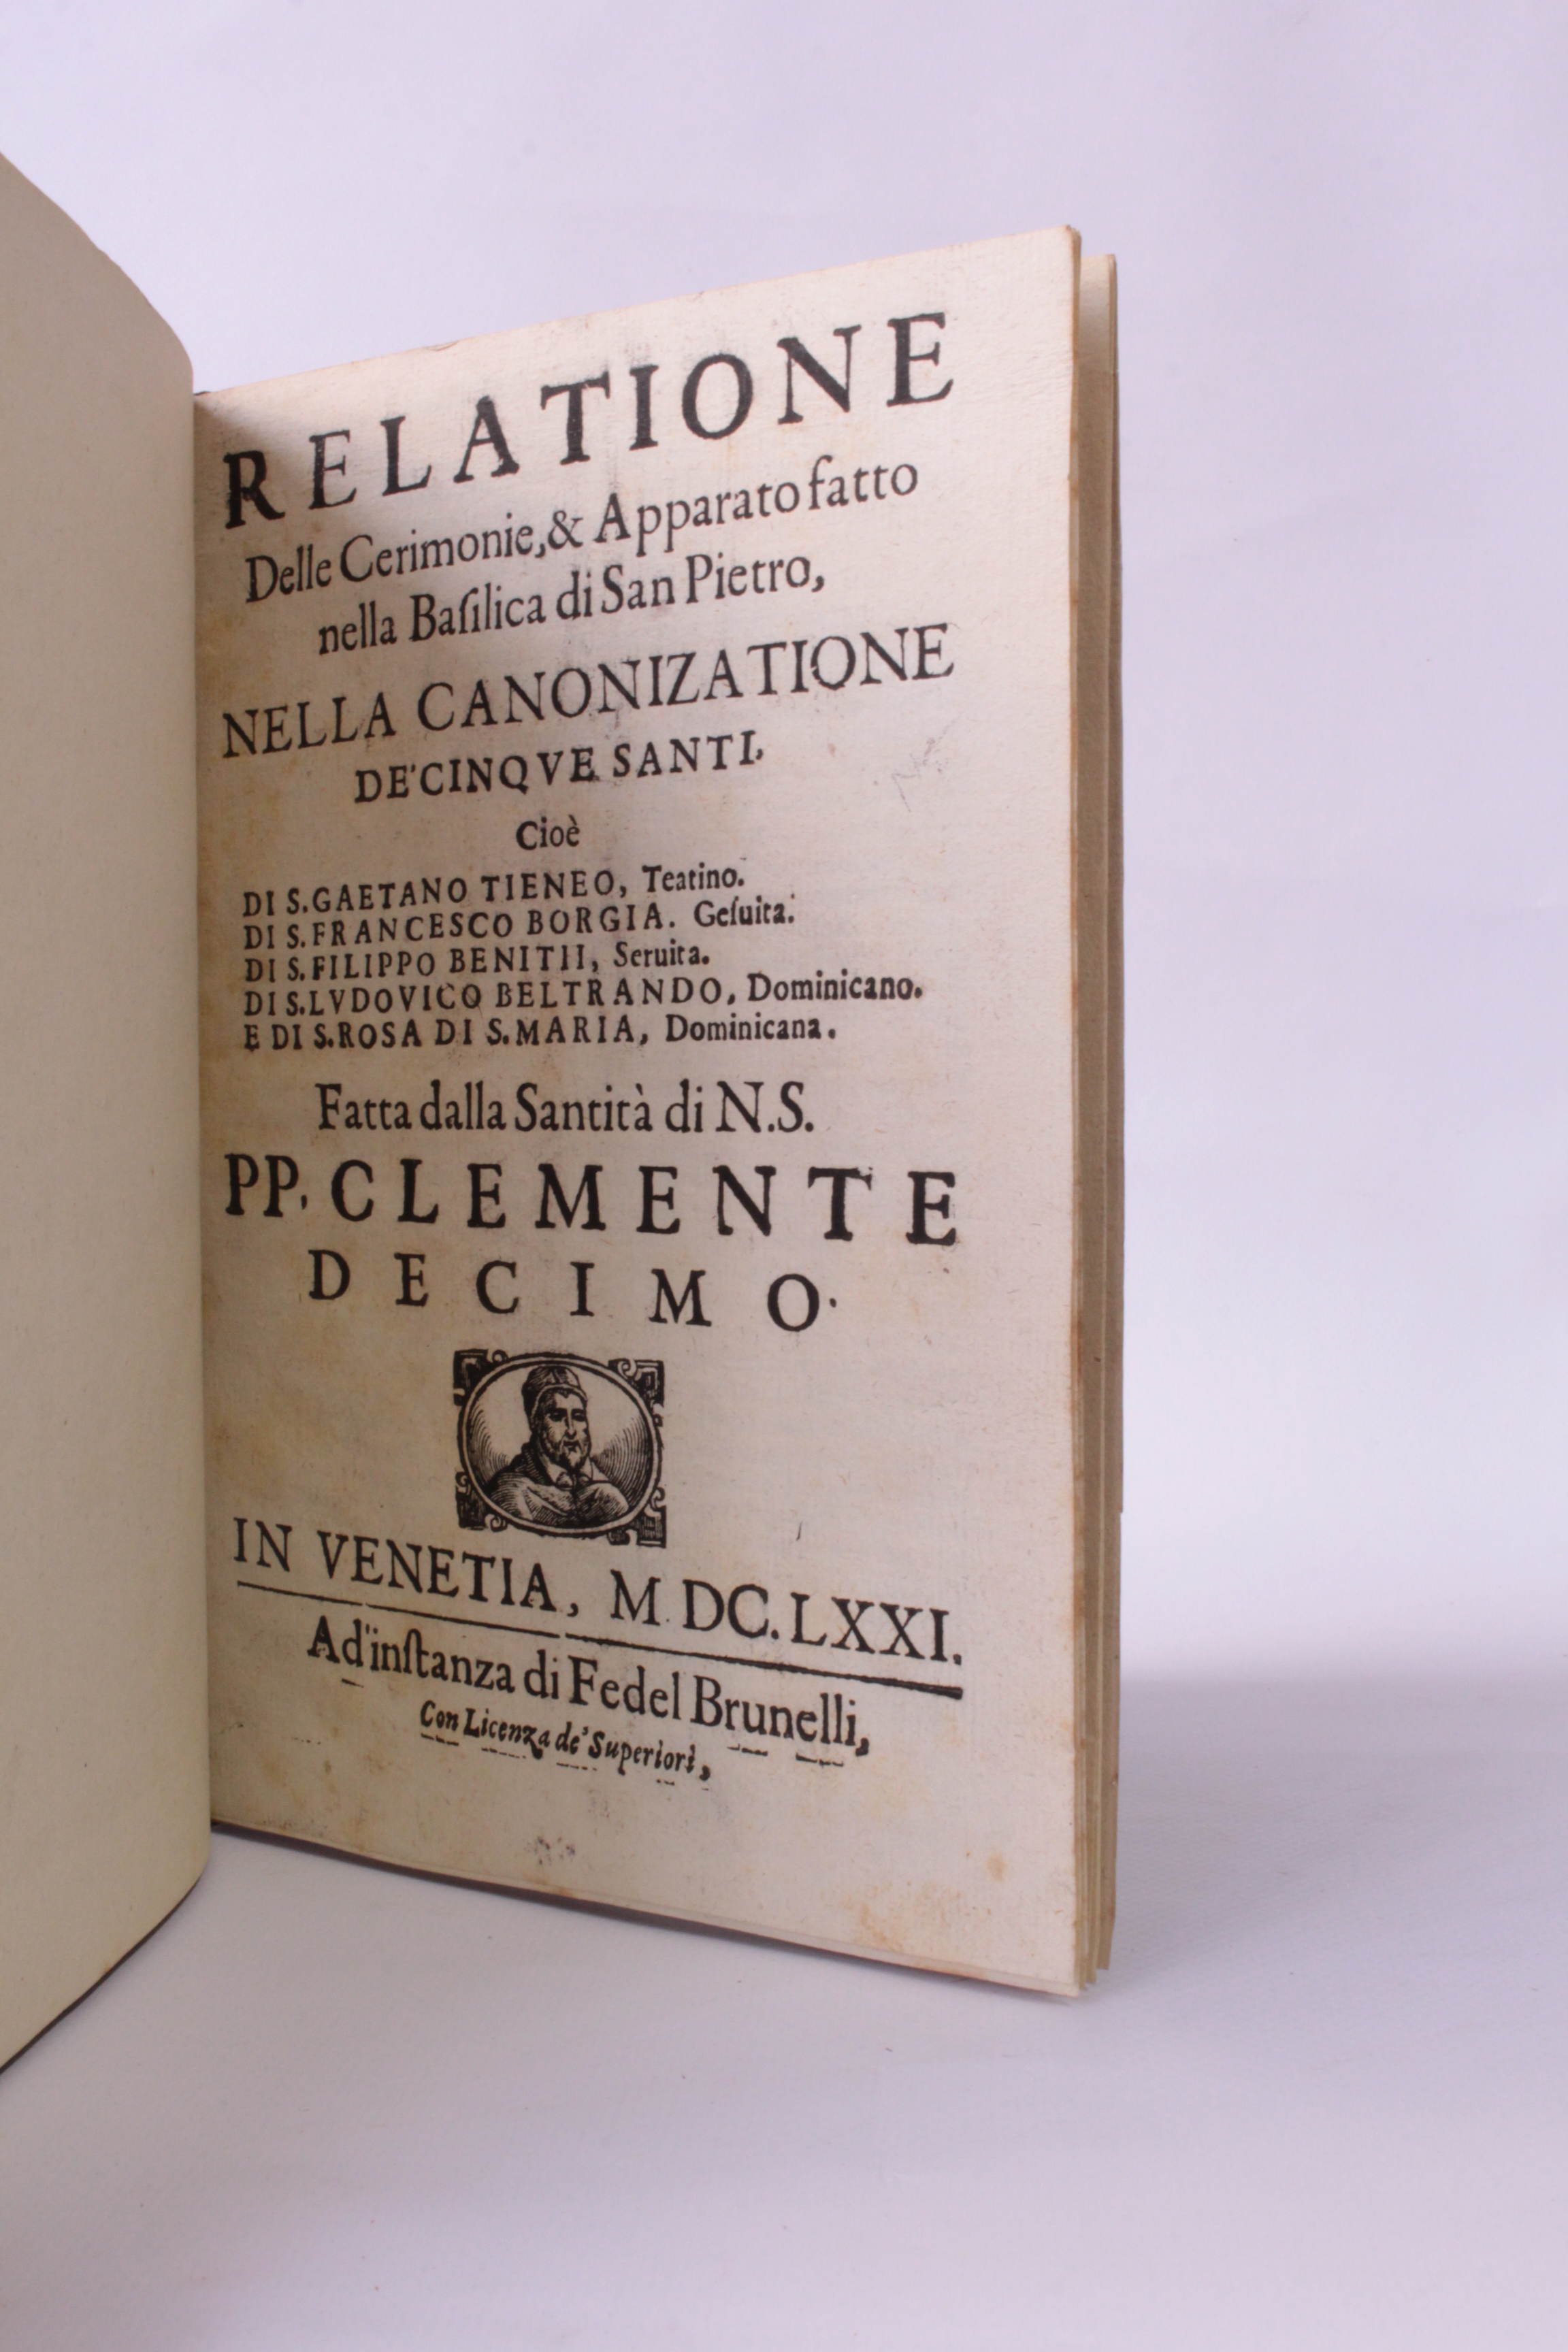 RELATIONE
Delle Cerimonie, & Apparato fatto
nella Baſilica di San Pietro,
NELLA CANONIZATIONE
DE'CINQVE SANTI.
Cioè
DI S.GAETANO TIENEO, Teatino.
DI S.FRANCESCO BORGIA. Geſuita.
DI S.FILIPPO BENITII, Seruita.
DI S.LVDOVICO BELTRANDO, Dominicano.
E DI S.ROSA DI S.MARIA, Dominicana.
Fatta dalla Santità di N.S.
PP. CLEMENTE
DECIMO.
IN VENETIA, M.DC.LXXI.
Ad'inſtanza di Fedel Brunelli,
Con Licenza de' Superiori,